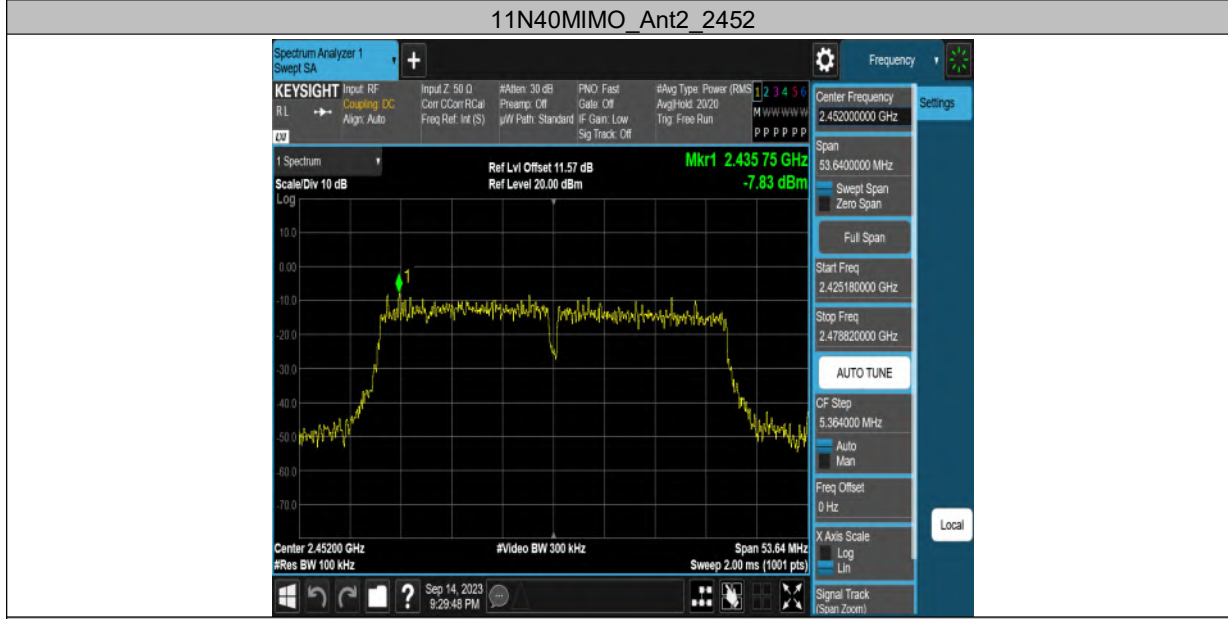 11N40MIMO_Ant2_2452
Spectrum Analyzer 1
Swept SA
+
Frequency
KEYSIGHT Input: RF
Input Z: 50 Ω
#Atten: 30 dB
PNO: Fast
#Avg Type: Power (RMS
1 2 3 4 5 6
R L
Coupling: DC
Corr CCorr RCal
Preamp: Off
Gate: Off
Avg|Hold: 20/20
M W W W W W
Align: Auto
Freq Ref: Int (S)
µW Path: Standard
IF Gain: Low
Trig: Free Run
Sig Track: Off
P P P P P P
LXI
1 Spectrum
Ref Lvl Offset 11.57 dB
Mkr1 2.435 75 GHz
Scale/Div 10 dB
Ref Level 20.00 dBm
-7.83 dBm
Log
10.0
0.00
1
-10.0
-20.0
-30.0
-40.0
-50.0
-60.0
-70.0
Center 2.45200 GHz
#Video BW 300 kHz
Span 53.64 MHz
#Res BW 100 kHz
Sweep 2.00 ms (1001 pts)
Center Frequency
2.452000000 GHz
Settings
Span
53.6400000 MHz
Swept Span
Zero Span
Full Span
Start Freq
2.425180000 GHz
Stop Freq
2.478820000 GHz
AUTO TUNE
CF Step
5.364000 MHz
Auto
Man
Freq Offset
0 Hz
X Axis Scale
Log
Lin
Local
Signal Track
(Span Zoom)
?
Sep 14, 2023
9:29:48 PM